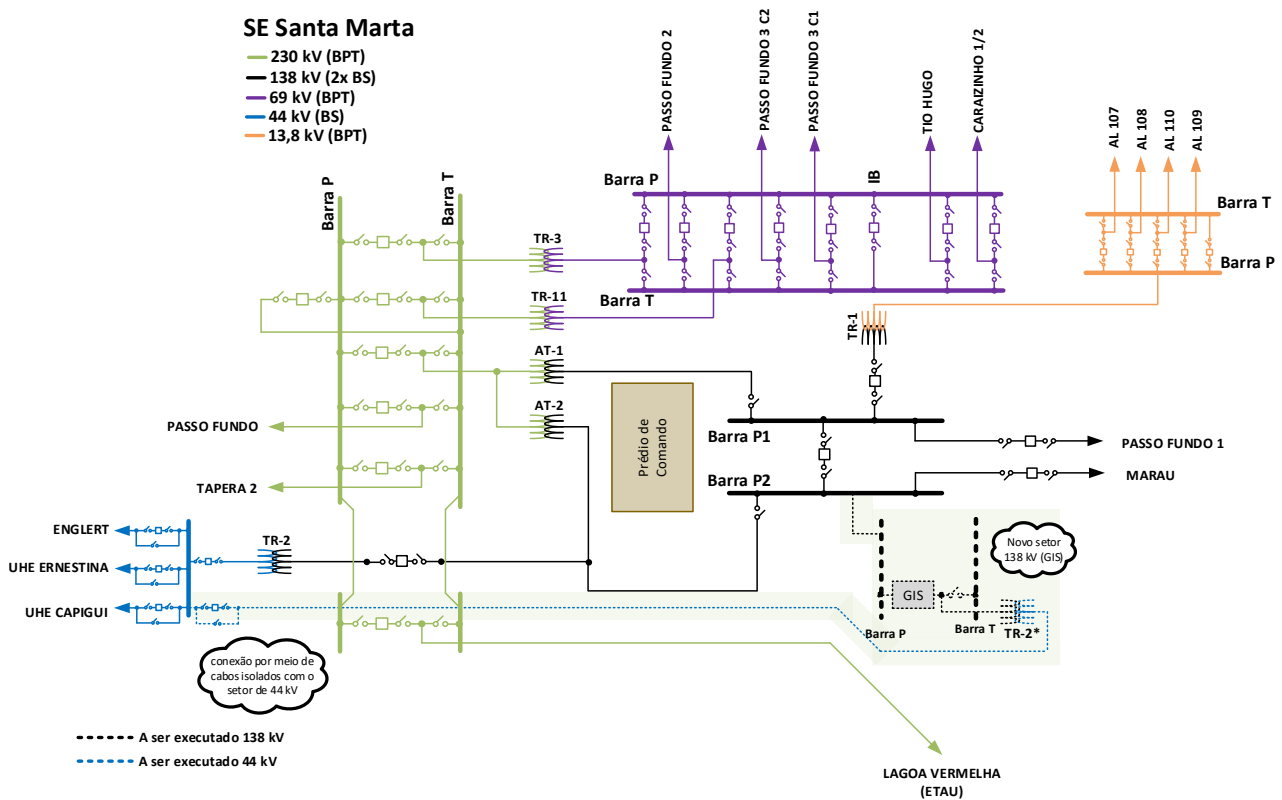 SE Santa Marta
230 kV (BPT)
138 kV (2x BS)
69 kV (BPT)
44 kV (BS)
13,8 kV (BPT)
PASSO FUNDO 2
PASSO FUNDO 3 C2
PASSO FUNDO 3 C1
TIO HUGO
CARAIZINHO 1/2
AL 107
AL 108
AL 110
AL 109
Barra P
Barra T
Barra P
IB
Barra T
Barra T
Barra P
TR-3
TR-11
TR-1
AT-1
AT-2
Prédio de
Comando
Barra P1
Barra P2
PASSO FUNDO 1
MARAU
PASSO FUNDO
TAPERA 2
ENGLERT
UHE ERNESTINA
UHE CAPIGUI
TR-2
Novo setor
138 kV (GIS)
GIS
Barra P
Barra T
TR-2*
conexão por meio de
cabos isolados com o
setor de 44 kV
A ser executado 138 kV
A ser executado 44 kV
LAGOA VERMELHA
(ETAU)